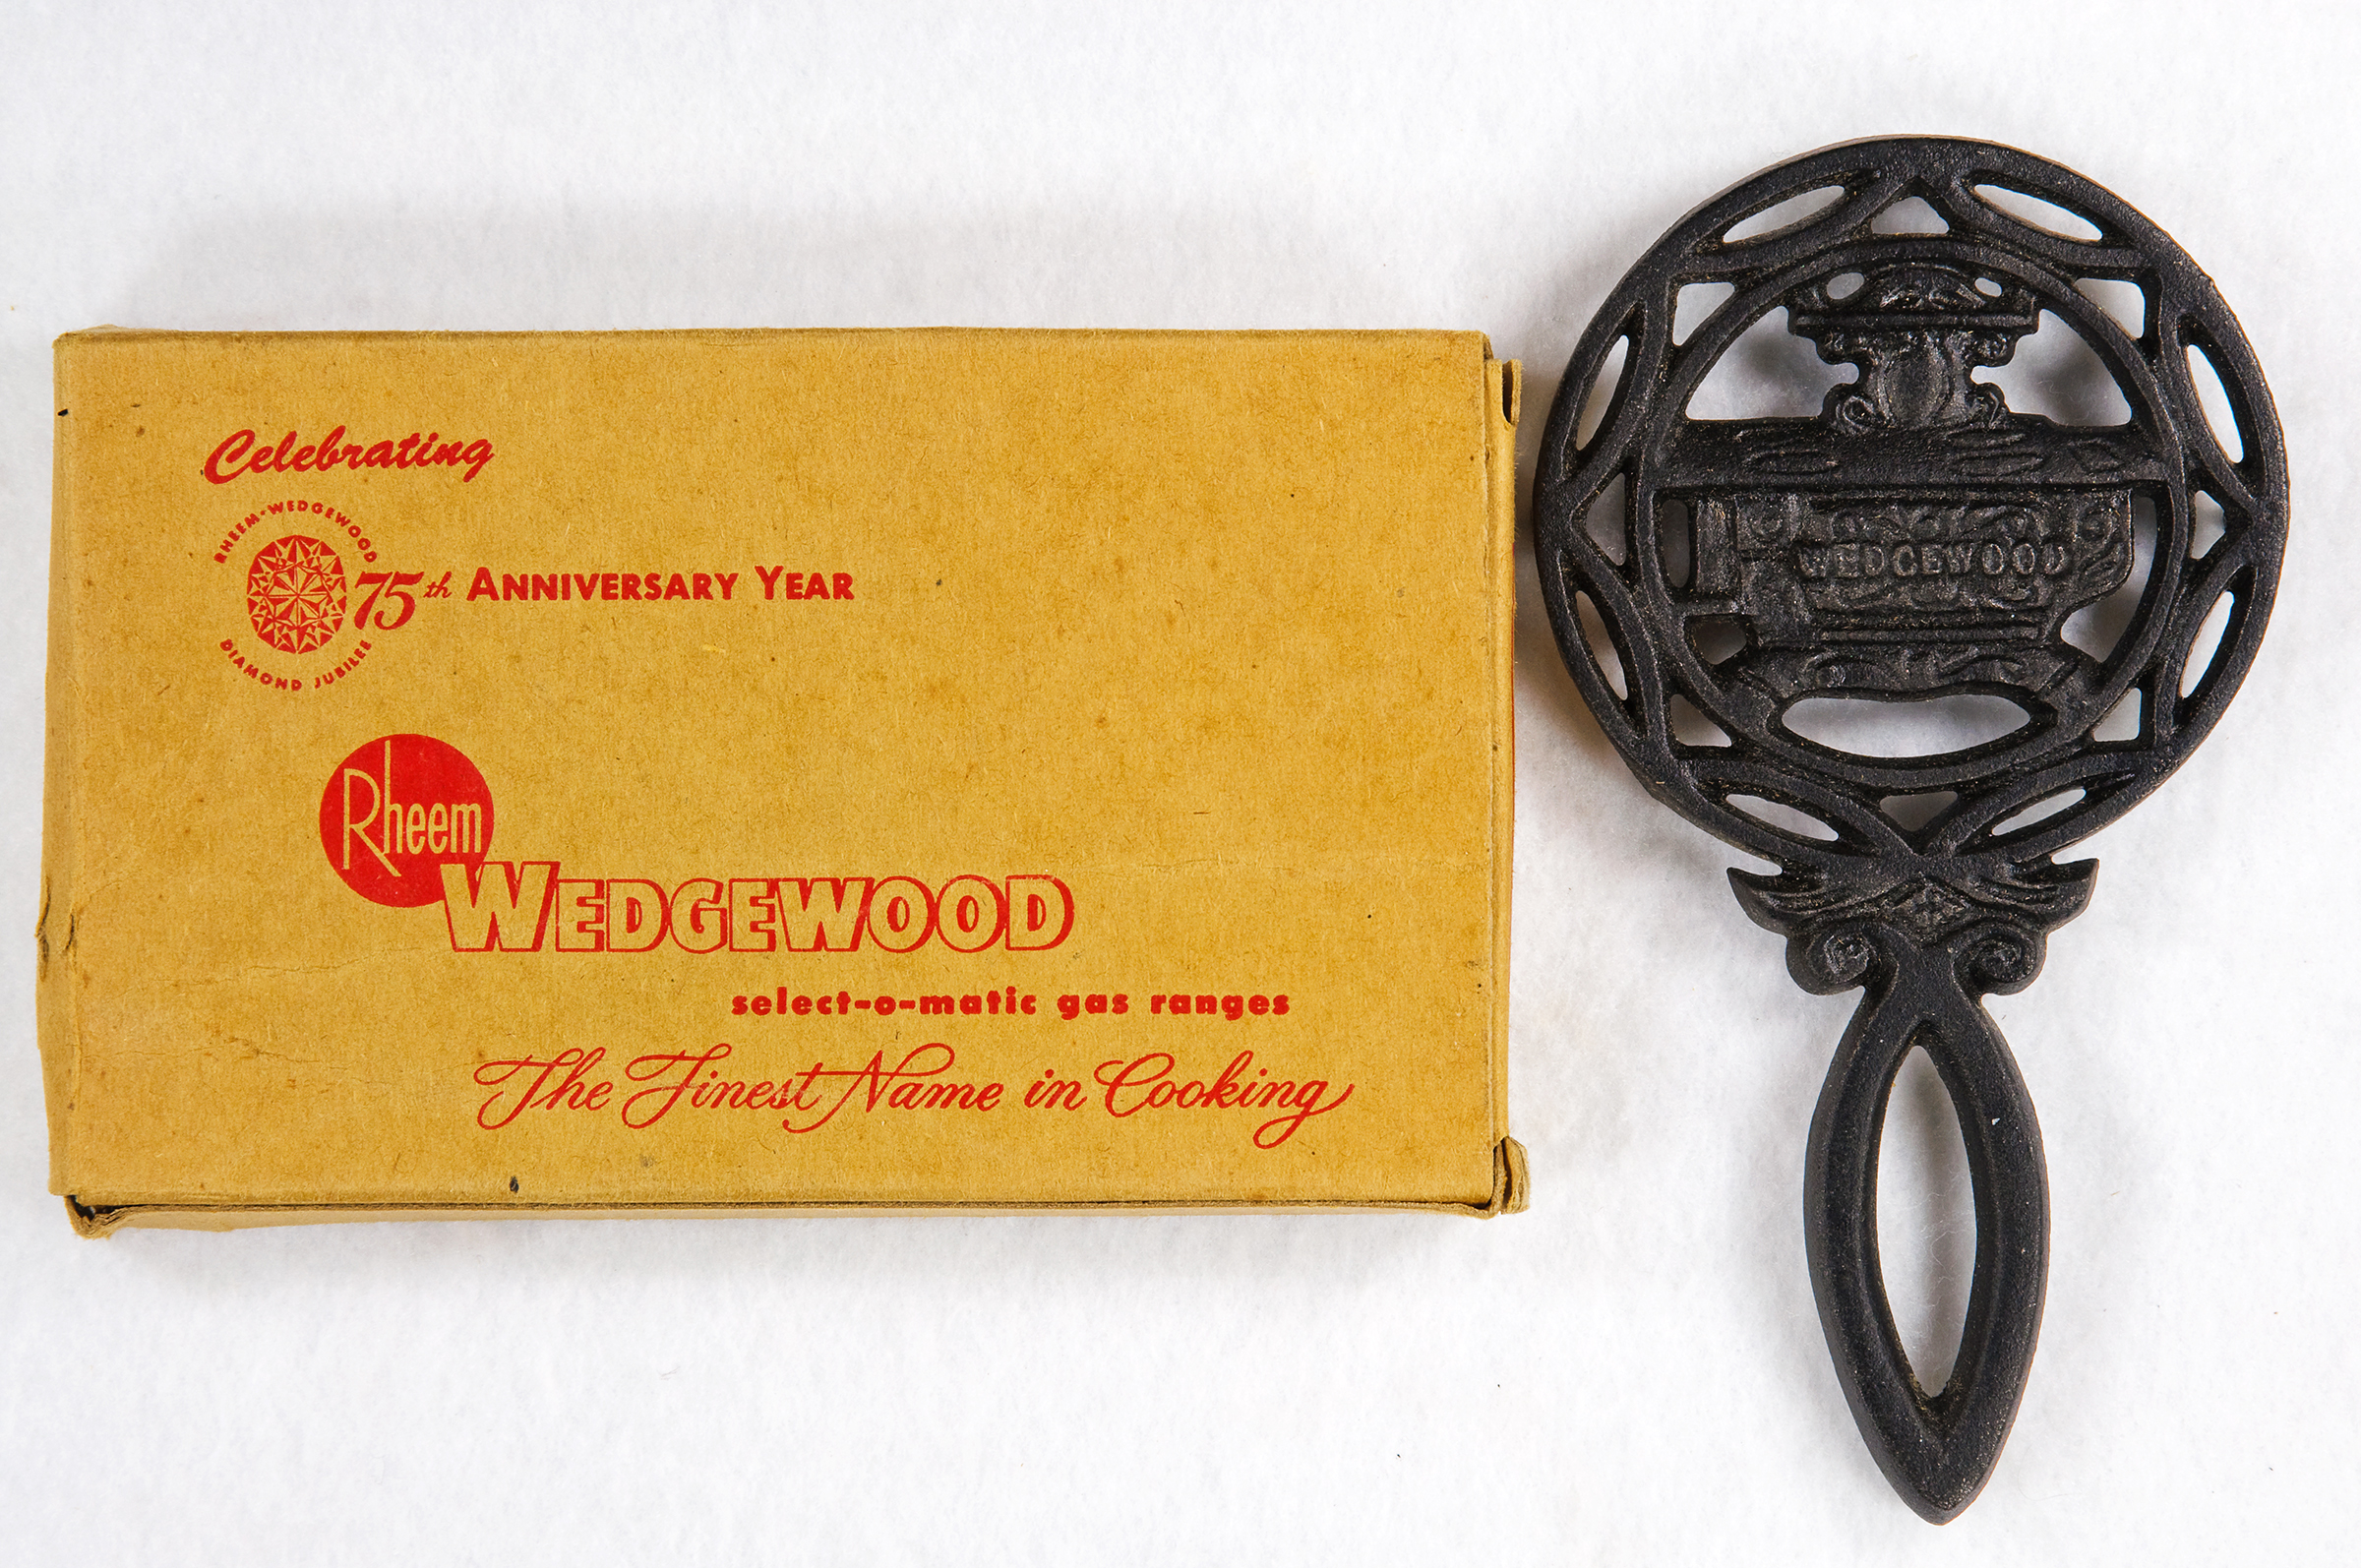 Celebrating
RHEEM-WEDGEWOOD
75th ANNIVERSARY YEAR
DIAMOND JUBILEE
Rheem
WEDGEWOOD
select-o-matic gas ranges
The Finest Name in Cooking
WEDGEWOOD